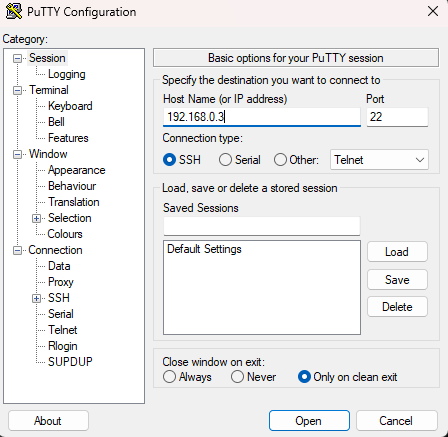 PuTTY Configuration
Category:
Session
Logging
Terminal
Keyboard
Bell
Features
Window
Appearance
Behaviour
Translation
Selection
Colours
Connection
Data
Proxy
SSH
Serial
Telnet
Rlogin
SUPDUP
Basic options for your PuTTY session
Specify the destination you want to connect to
Host Name (or IP address) Port
192.168.0.3 22
Connection type:
SSH Serial Other: Telnet
Load, save or delete a stored session
Saved Sessions
Default Settings
Load
Save
Delete
Close window on exit:
Always Never Only on clean exit
About Open Cancel